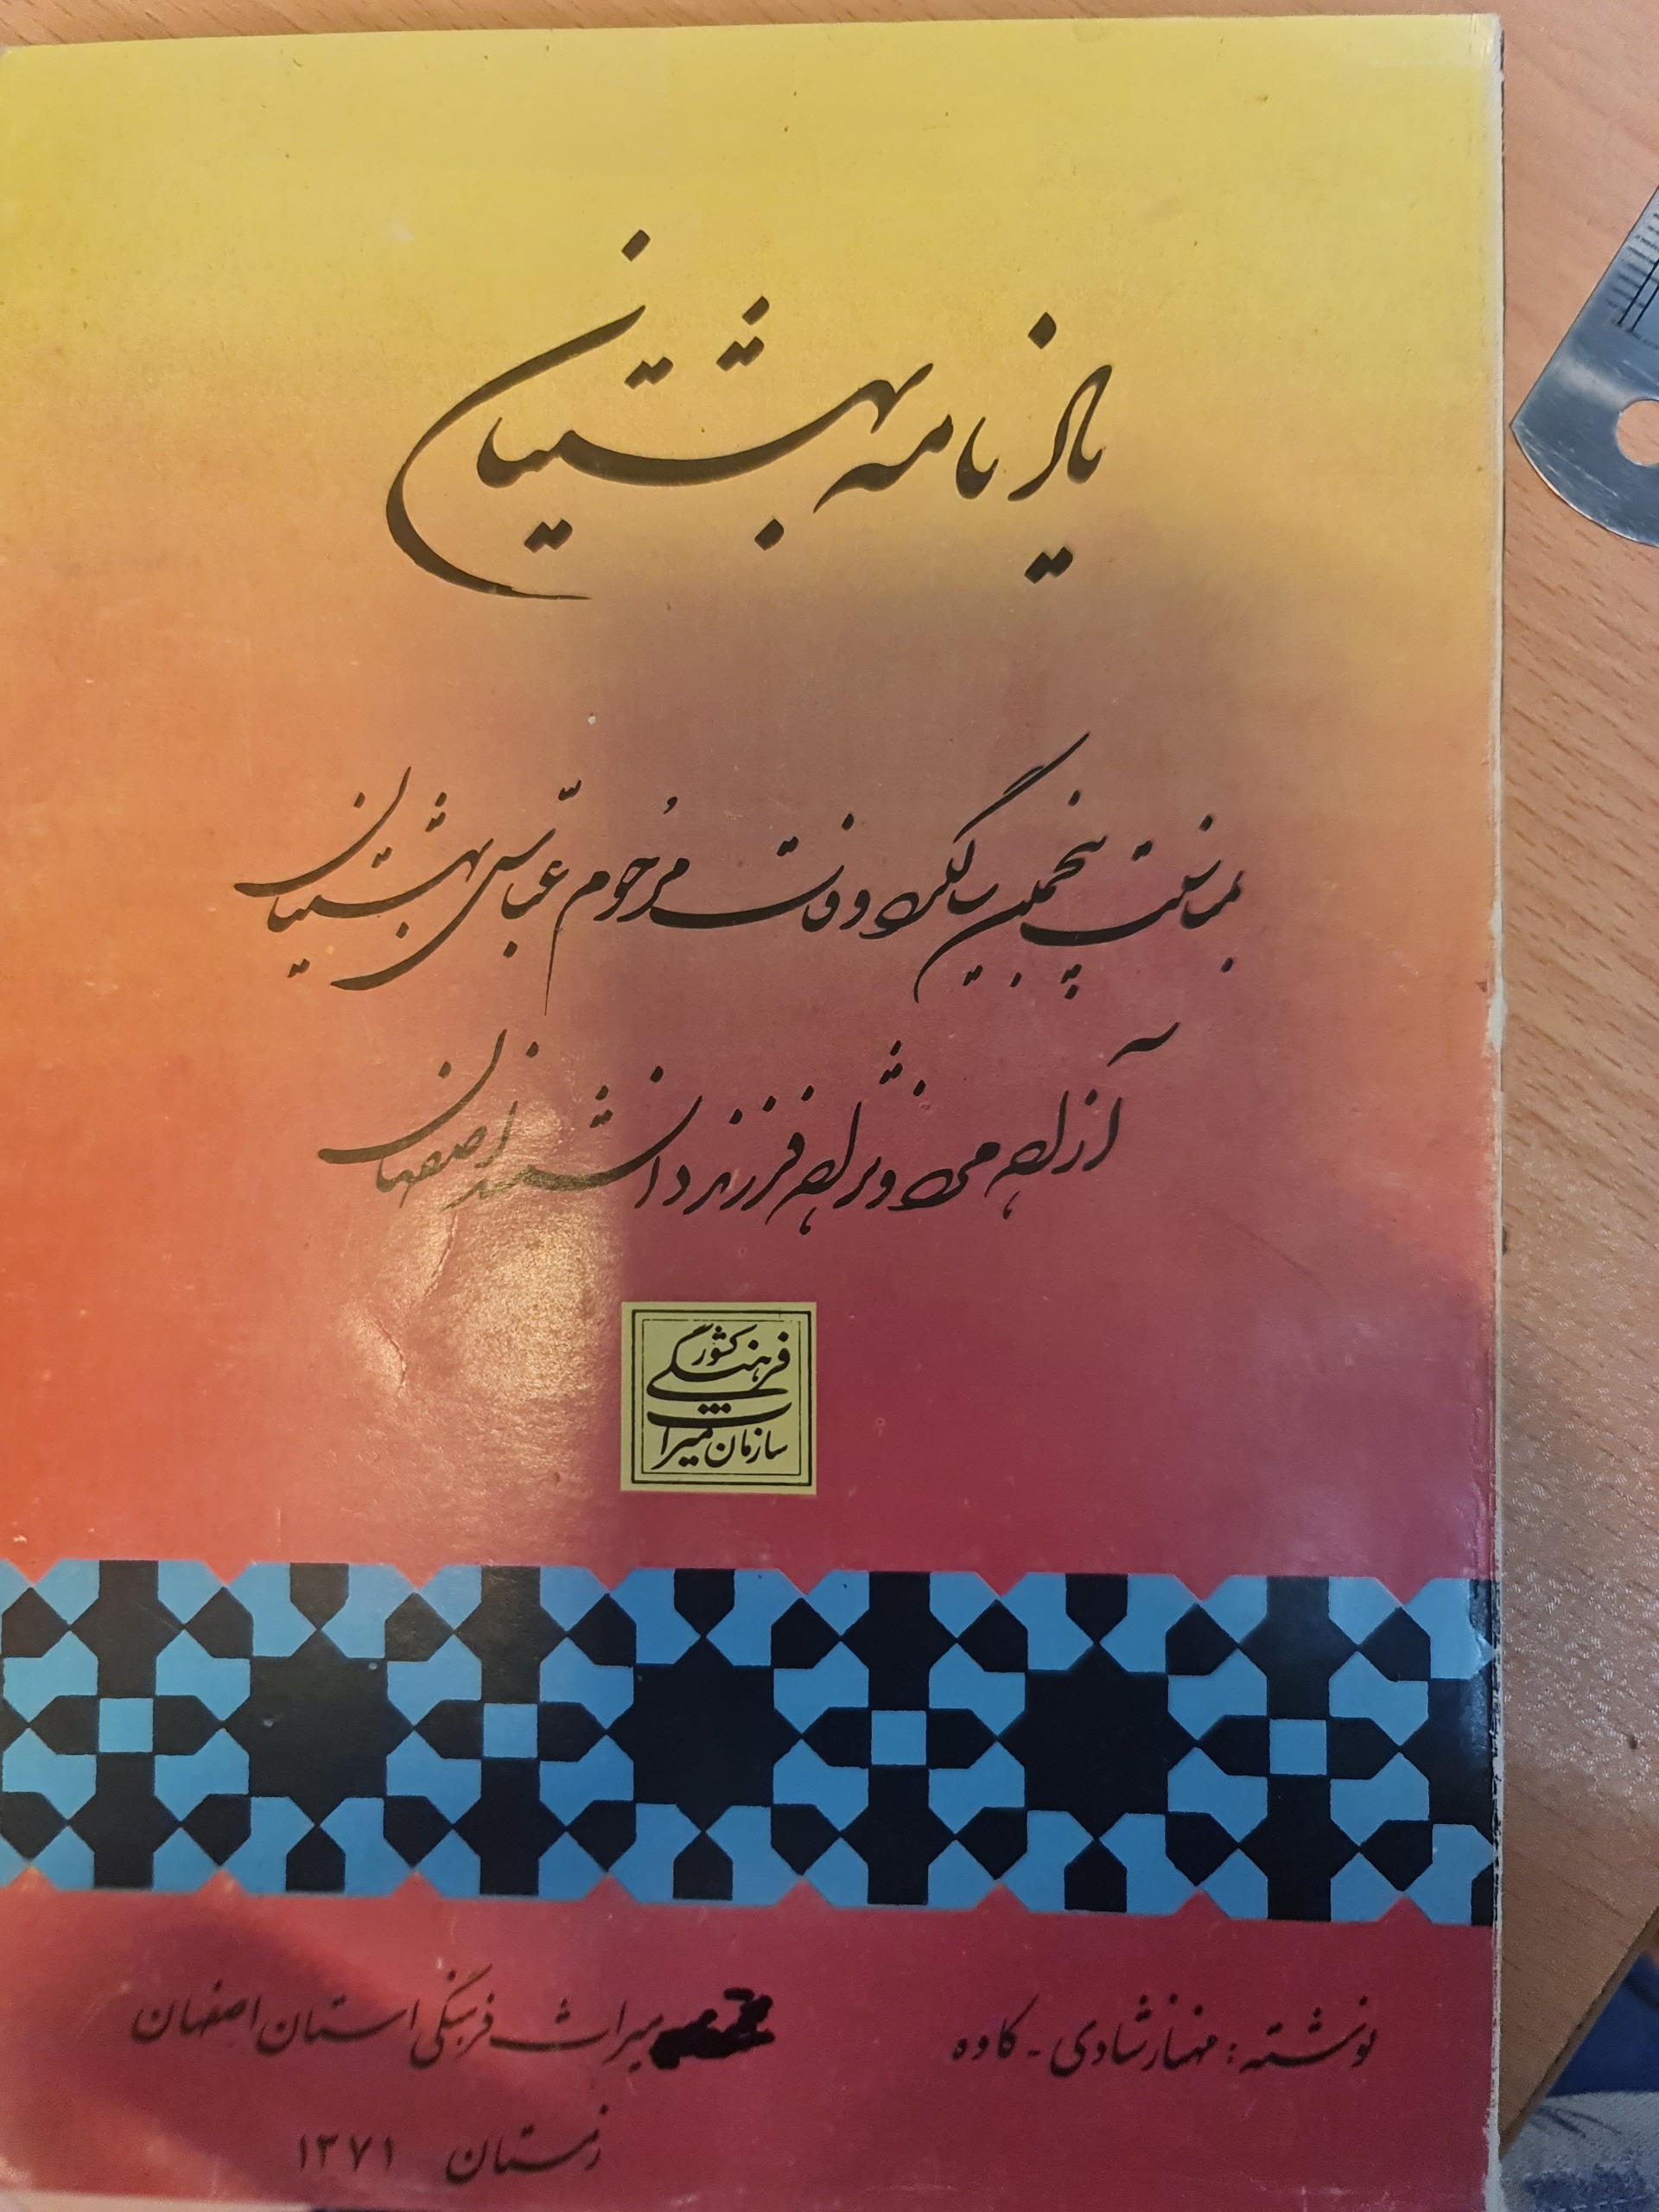 یادنامه بهشتیان
بمناسبت پنجمین سالگرد وفات مرحوم عباس بهشتیان
آزاده مرد و نژاده فرزند دانشمند اصفهان
سازمان میراث فرهنگی کشور
نوشته: مهناز شادی - کاوه
میراث فرهنگی استان اصفهان
زمستان ۱۳۷۱